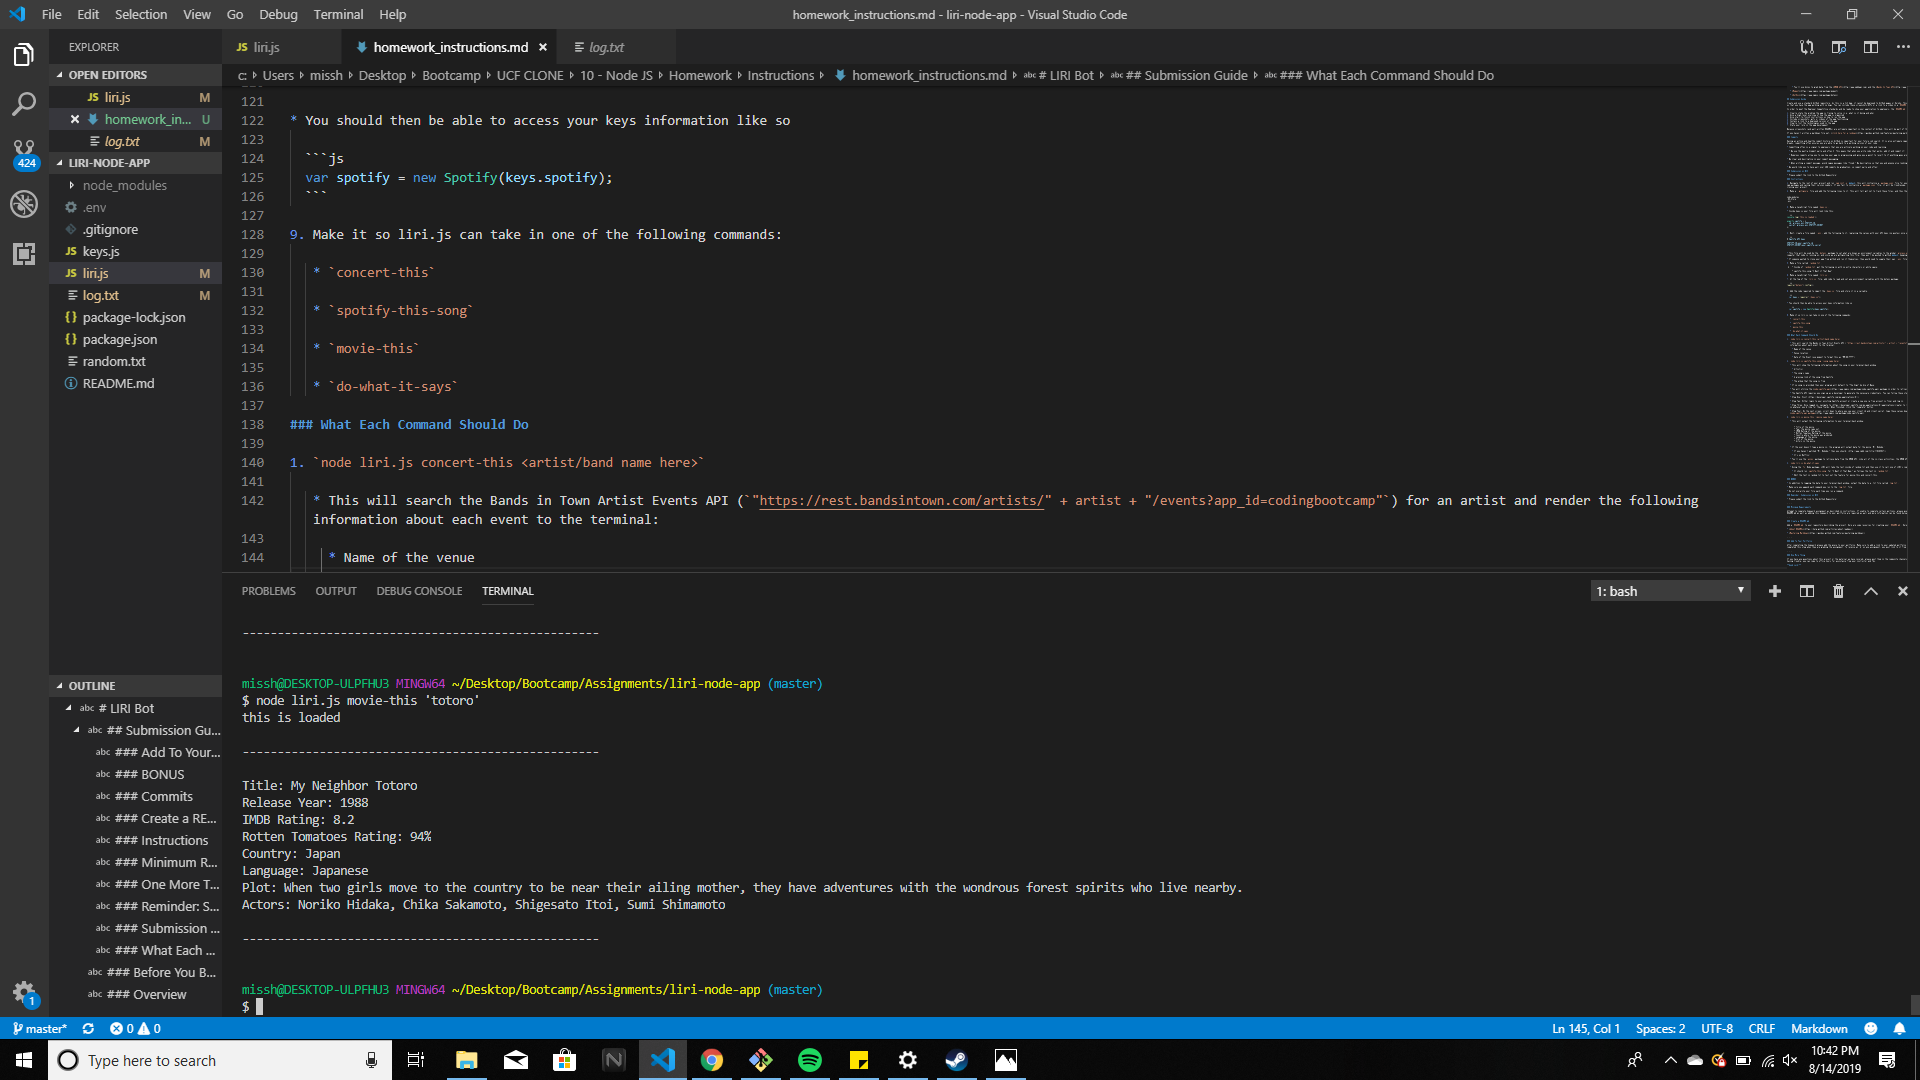 File Edit Selection View Go Debug Terminal Help
homework_instructions.md - liri-node-app - Visual Studio Code
EXPLORER
JS liri.js
homework_instructions.md
log.txt
c: › Users › missh › Desktop › Bootcamp › UCF CLONE › 10 - Node JS › Homework › Instructions › homework_instructions.md › abc # LIRI Bot › abc ## Submission Guide › abc ### What Each Command Should Do
OPEN EDITORS
JS liri.js M
homework_in... U
log.txt M
424
LIRI-NODE-APP
node_modules
.env
.gitignore
JS keys.js
JS liri.js M
log.txt M
{} package-lock.json
{} package.json
random.txt
README.md
OUTLINE
abc # LIRI Bot
abc ## Submission Gu...
abc ### Add To Your...
abc ### BONUS
abc ### Commits
abc ### Create a RE...
abc ### Instructions
abc ### Minimum R...
abc ### One More T...
abc ### Reminder: S...
abc ### Submission ...
abc ### What Each ...
abc ### Before You B...
abc ### Overview
1
121
122 * You should then be able to access your keys information like so
123
124 ```js
125 var spotify = new Spotify(keys.spotify);
126 ```
127
128 9. Make it so liri.js can take in one of the following commands:
129
130 * `concert-this`
131
132 * `spotify-this-song`
133
134 * `movie-this`
135
136 * `do-what-it-says`
137
138 ### What Each Command Should Do
139
140 1. `node liri.js concert-this <artist/band name here>`
141
142 * This will search the Bands in Town Artist Events API (`"https://rest.bandsintown.com/artists/" + artist + "/events?app_id=codingbootcamp"`) for an artist and render the following
information about each event to the terminal:
143
144 * Name of the venue
PROBLEMS OUTPUT DEBUG CONSOLE TERMINAL
1: bash
---------------------------------------------------
missh@DESKTOP-ULPFHU3 MINGW64 ~/Desktop/Bootcamp/Assignments/liri-node-app (master)
$ node liri.js movie-this 'totoro'
this is loaded
---------------------------------------------------
Title: My Neighbor Totoro
Release Year: 1988
IMDB Rating: 8.2
Rotten Tomatoes Rating: 94%
Country: Japan
Language: Japanese
Plot: When two girls move to the country to be near their ailing mother, they have adventures with the wondrous forest spirits who live nearby.
Actors: Noriko Hidaka, Chika Sakamoto, Shigesato Itoi, Sumi Shimamoto
---------------------------------------------------
missh@DESKTOP-ULPFHU3 MINGW64 ~/Desktop/Bootcamp/Assignments/liri-node-app (master)
$
master* 0 0
Ln 145, Col 1 Spaces: 2 UTF-8 CRLF Markdown
Type here to search
10:42 PM
8/14/2019